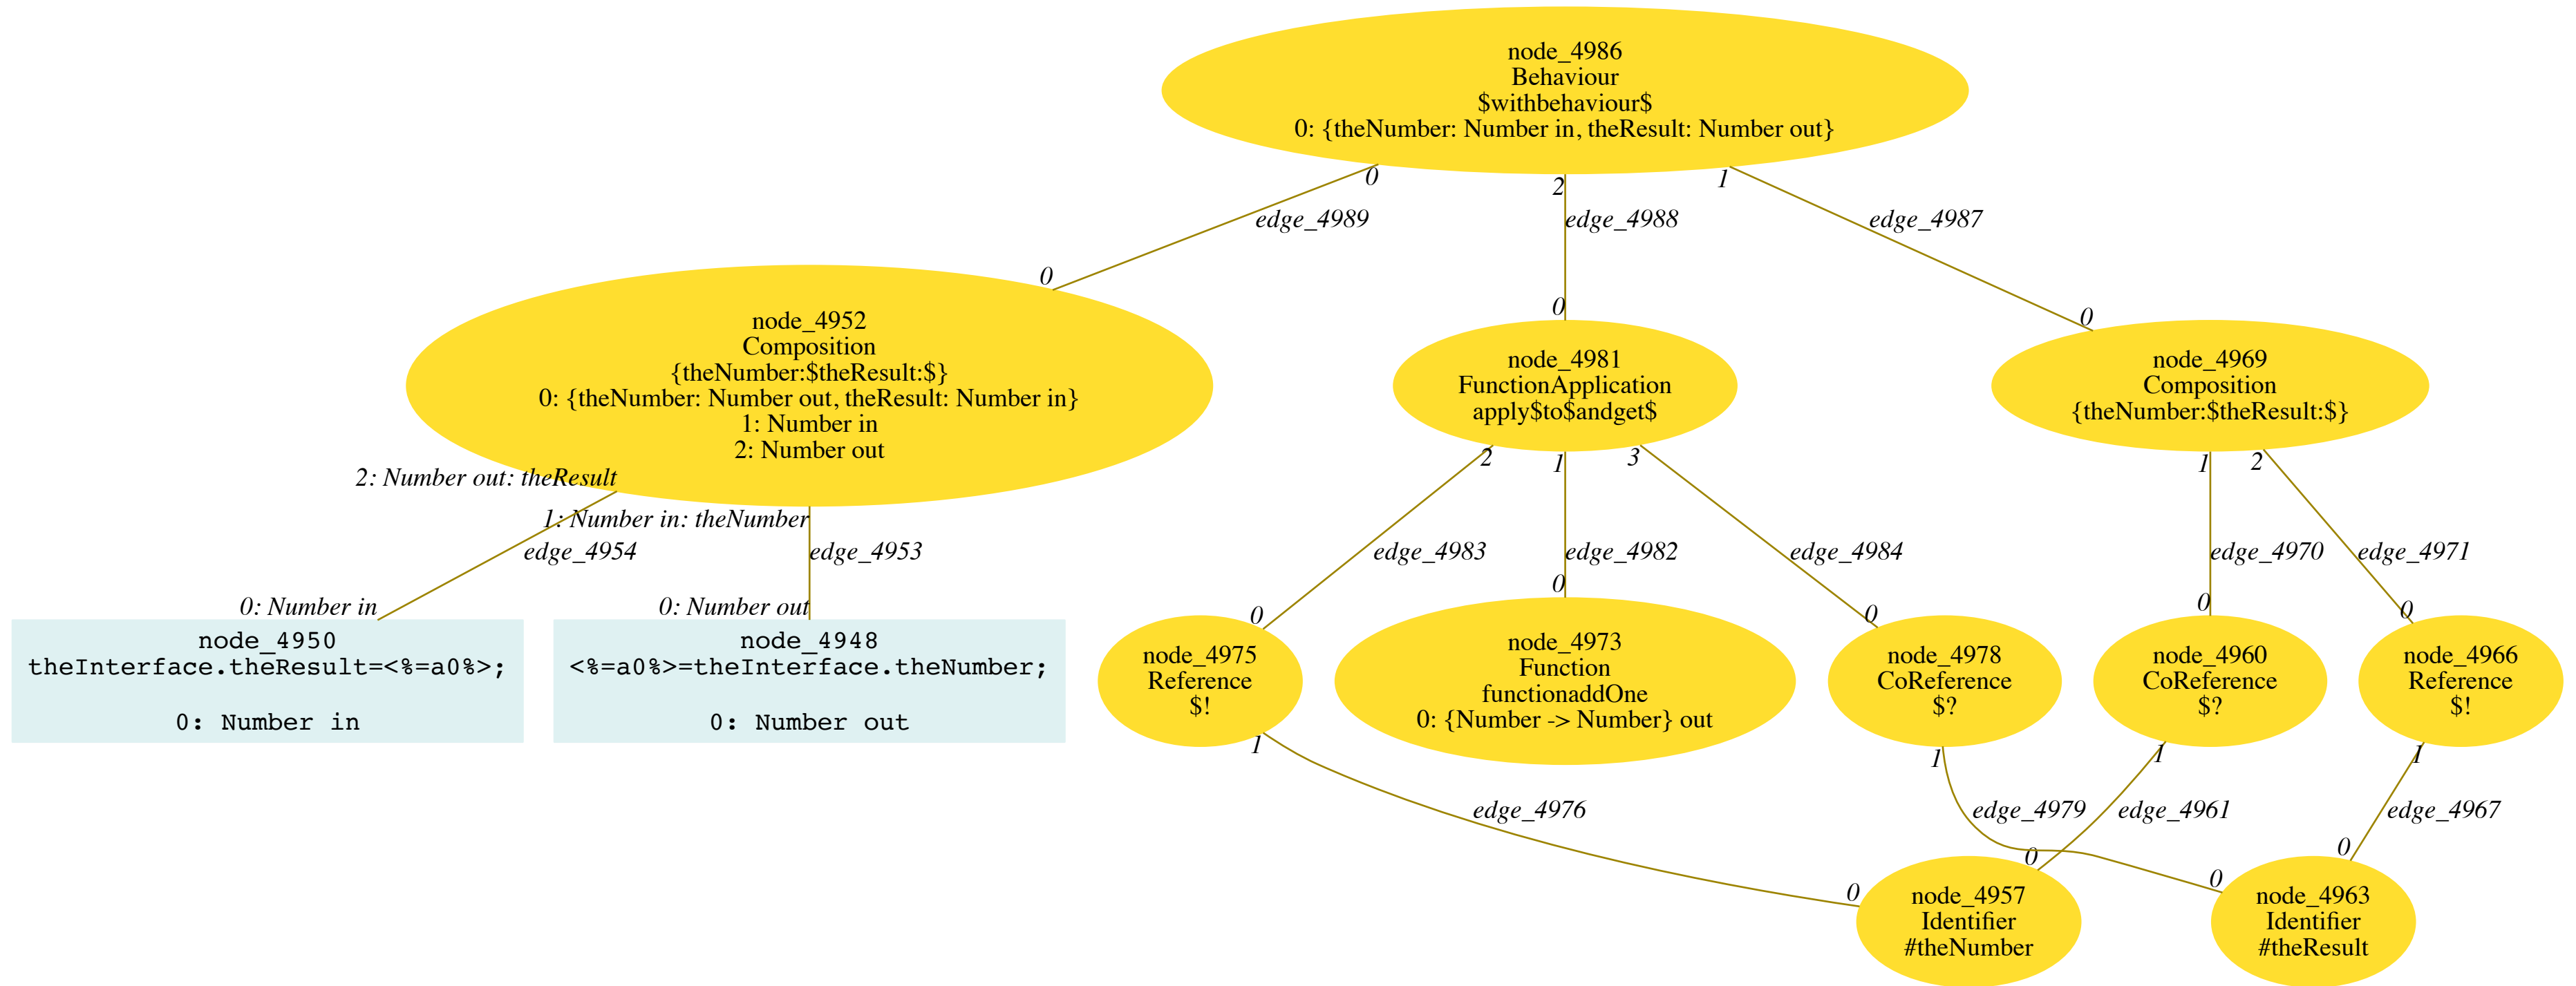 node_4986
Behaviour
$withbehaviour$
0: {theNumber: Number in, theResult: Number out}
0
2
1
edge_4989
edge_4988
edge_4987
0
0
0
node_4952
Composition
{theNumber:$theResult:$}
0: {theNumber: Number out, theResult: Number in}
1: Number in
2: Number out
node_4981
FunctionApplication
apply$to$andget$
node_4969
Composition
{theNumber:$theResult:$}
2: Number out: theResult
1: Number in: theNumber
2
1
3
1
2
edge_4954
edge_4953
edge_4983
edge_4982
edge_4984
edge_4970
edge_4971
0: Number in
0: Number out
0
0
0
0
0
node_4950
theInterface.theResult=<%=a0%>;
0: Number in
node_4948
<%=a0%>=theInterface.theNumber;
0: Number out
node_4975
Reference
$!
node_4973
Function
functionaddOne
0: {Number -> Number} out
node_4978
CoReference
$?
node_4960
CoReference
$?
node_4966
Reference
$!
1
1
1
1
edge_4976
edge_4979
edge_4961
edge_4967
0
0
0
0
node_4957
Identifier
#theNumber
node_4963
Identifier
#theResult